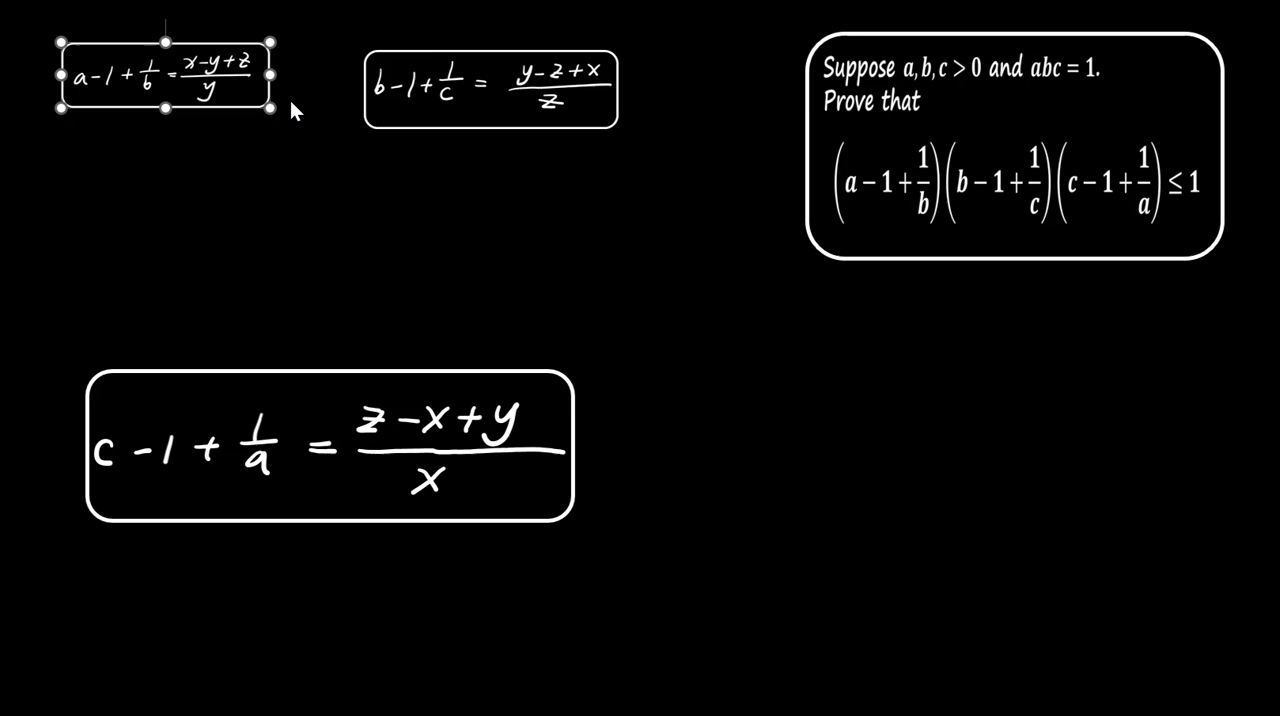 a - 1 + 1/b = (x - y + z)/y
b - 1 + 1/c = (y - z + x)/z
Suppose a, b, c > 0 and abc = 1.
Prove that
(a - 1 + 1/b)(b - 1 + 1/c)(c - 1 + 1/a) ≤ 1
c - 1 + 1/a = (z - x + y)/x